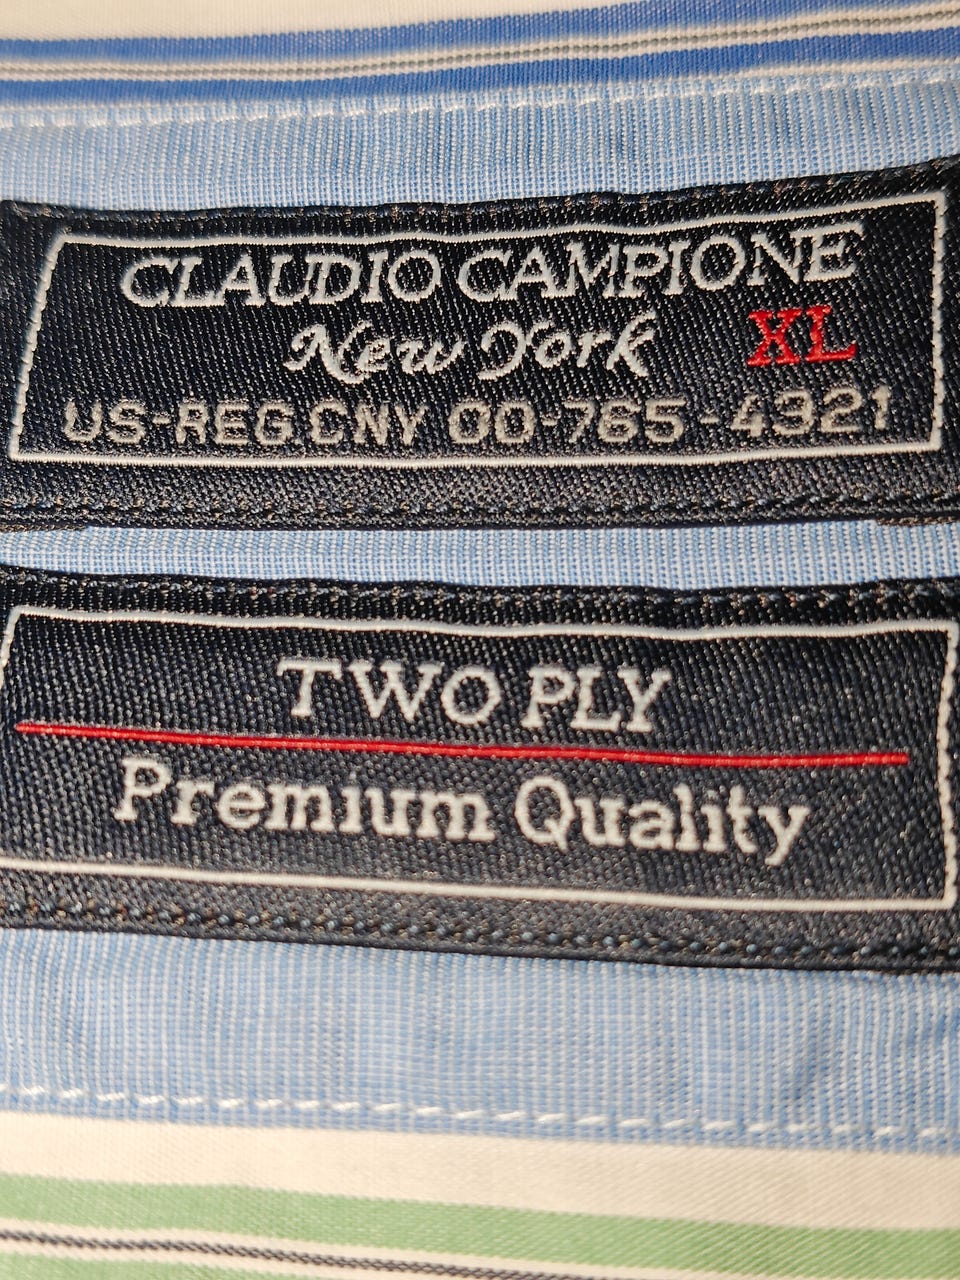 CLAUDIO CAMPIONE
New York XL
US-REG.CNY 00-765-4321
TWO PLY
Premium Quality